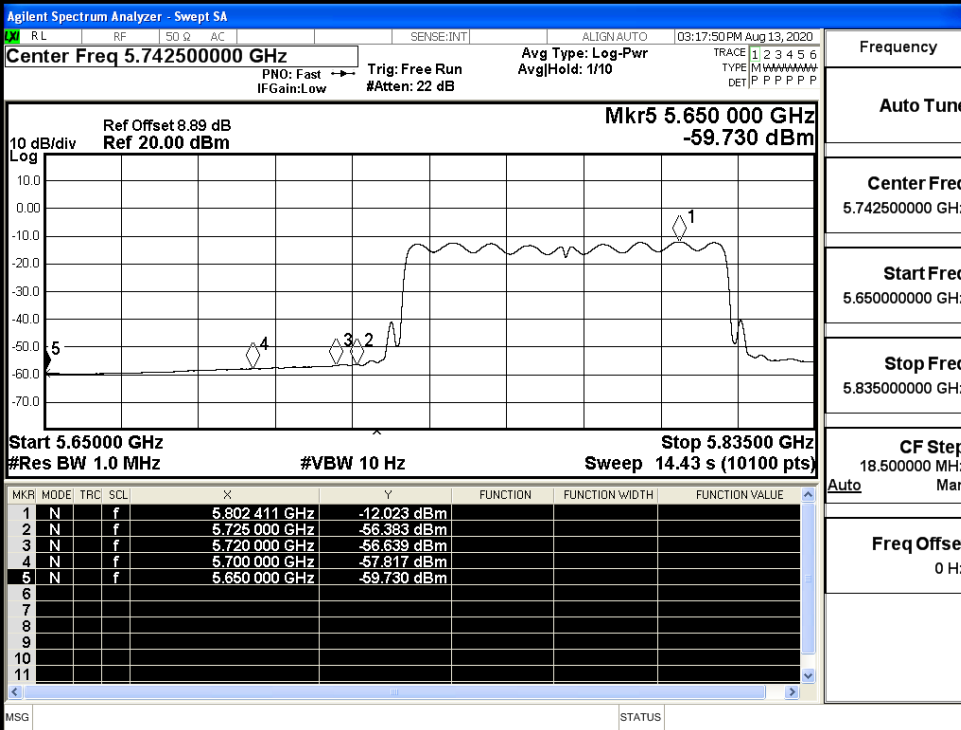 Agilent Spectrum Analyzer - Swept SA
LXI RL RF 50 Ω AC SENSE:INT ALIGN AUTO 03:17:50 PM Aug 13, 2020
Center Freq 5.742500000 GHz
PNO: Fast
IFGain:Low
Trig: Free Run
#Atten: 22 dB
Avg Type: Log-Pwr
Avg|Hold: 1/10
TRACE 1 2 3 4 5 6
TYPE M WWWWW
DET P P P P P P
Mkr5 5.650 000 GHz
-59.730 dBm
Ref Offset 8.89 dB
10 dB/div Ref 20.00 dBm
Log
10.0
0.00
-10.0
-20.0
-30.0
-40.0
-50.0
-60.0
-70.0
1
2
3
4
5
Start 5.65000 GHz Stop 5.83500 GHz
#Res BW 1.0 MHz #VBW 10 Hz Sweep 14.43 s (10100 pts)
MKR MODE TRC SCL X Y FUNCTION FUNCTION WIDTH FUNCTION VALUE
1 N f 5.802 411 GHz -12.023 dBm
2 N f 5.725 000 GHz -56.383 dBm
3 N f 5.720 000 GHz -56.639 dBm
4 N f 5.700 000 GHz -57.817 dBm
5 N f 5.650 000 GHz -59.730 dBm
6
7
8
9
10
11
MSG STATUS
Frequency
Auto Tune
Center Freq
5.742500000 GHz
Start Freq
5.650000000 GHz
Stop Freq
5.835000000 GHz
CF Step
18.500000 MHz
Auto Man
Freq Offset
0 Hz